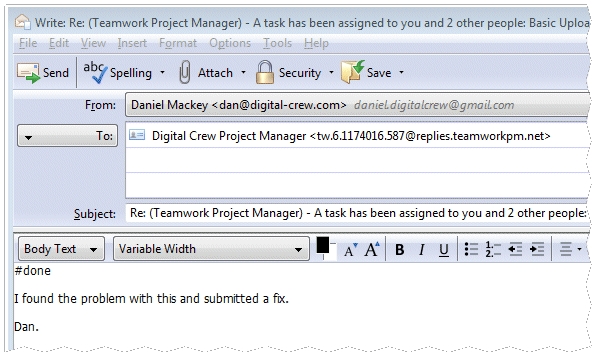 Write: Re: (Teamwork Project Manager) - A task has been assigned to you and 2 other people: Basic Uploa
File Edit View Insert Format Options Tools Help
Send abc Spelling Attach Security Save
From: Daniel Mackey <dan@digital-crew.com> daniel.digitalcrew@gmail.com
To: Digital Crew Project Manager <tw.6.1174016.587@replies.teamworkpm.net>
Subject: Re: (Teamwork Project Manager) - A task has been assigned to you and 2 other people:
Body Text Variable Width A A B I U
#done
I found the problem with this and submitted a fix.
Dan.